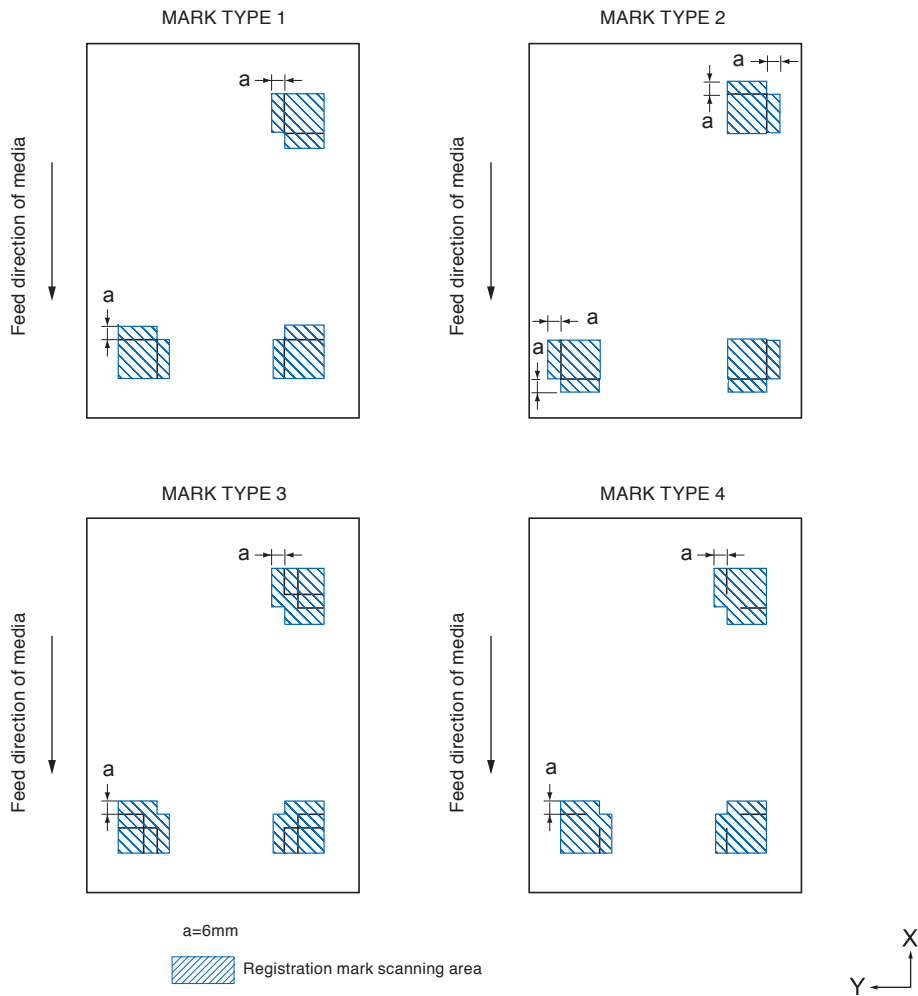 MARK TYPE 1
a
Feed direction of media
a
MARK TYPE 2
a
a
Feed direction of media
a
a
MARK TYPE 3
a
Feed direction of media
a
MARK TYPE 4
a
Feed direction of media
a
a=6mm
Registration mark scanning area
X
Y